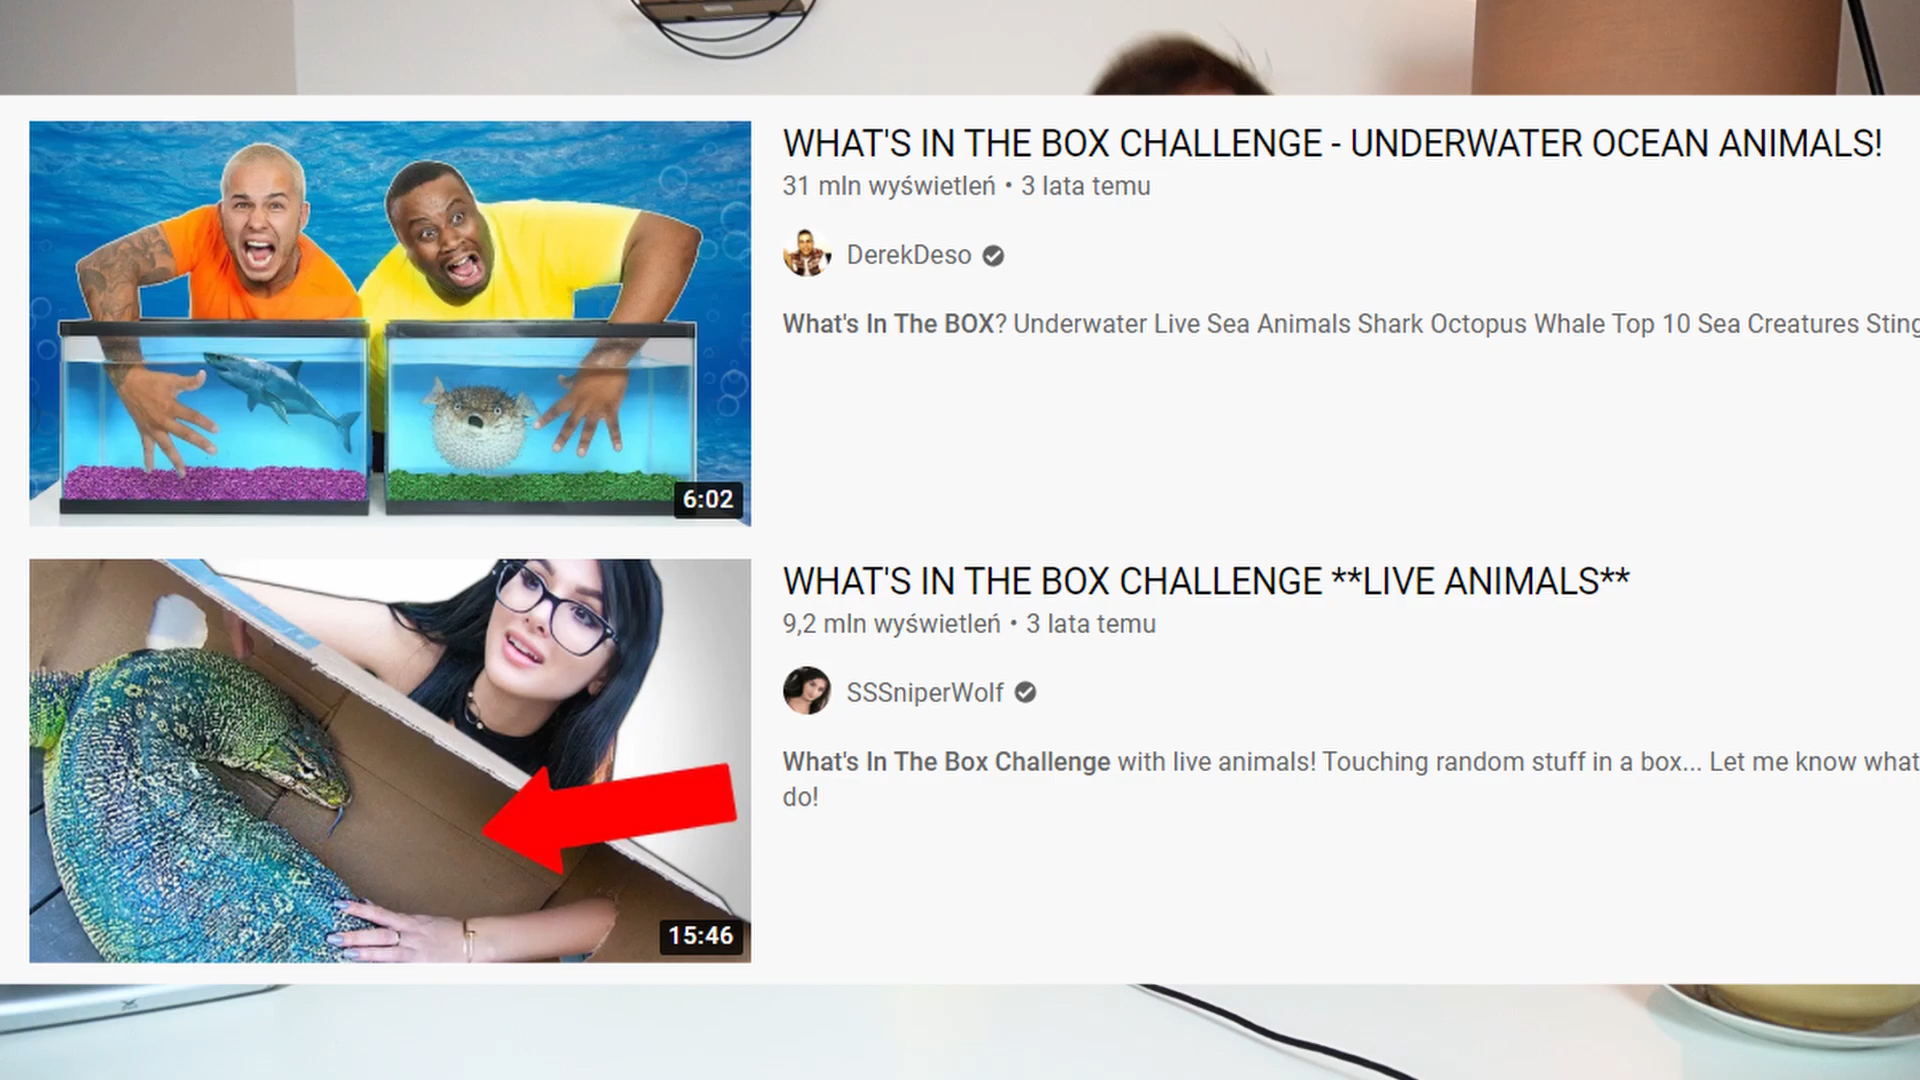 WHAT'S IN THE BOX CHALLENGE - UNDERWATER OCEAN ANIMALS!
31 mln wyświetleń • 3 lata temu
DerekDeso
What's In The BOX? Underwater Live Sea Animals Shark Octopus Whale Top 10 Sea Creatures Sting
6:02
WHAT'S IN THE BOX CHALLENGE **LIVE ANIMALS**
9,2 mln wyświetleń • 3 lata temu
SSSniperWolf
What's In The Box Challenge with live animals! Touching random stuff in a box... Let me know what
do!
15:46